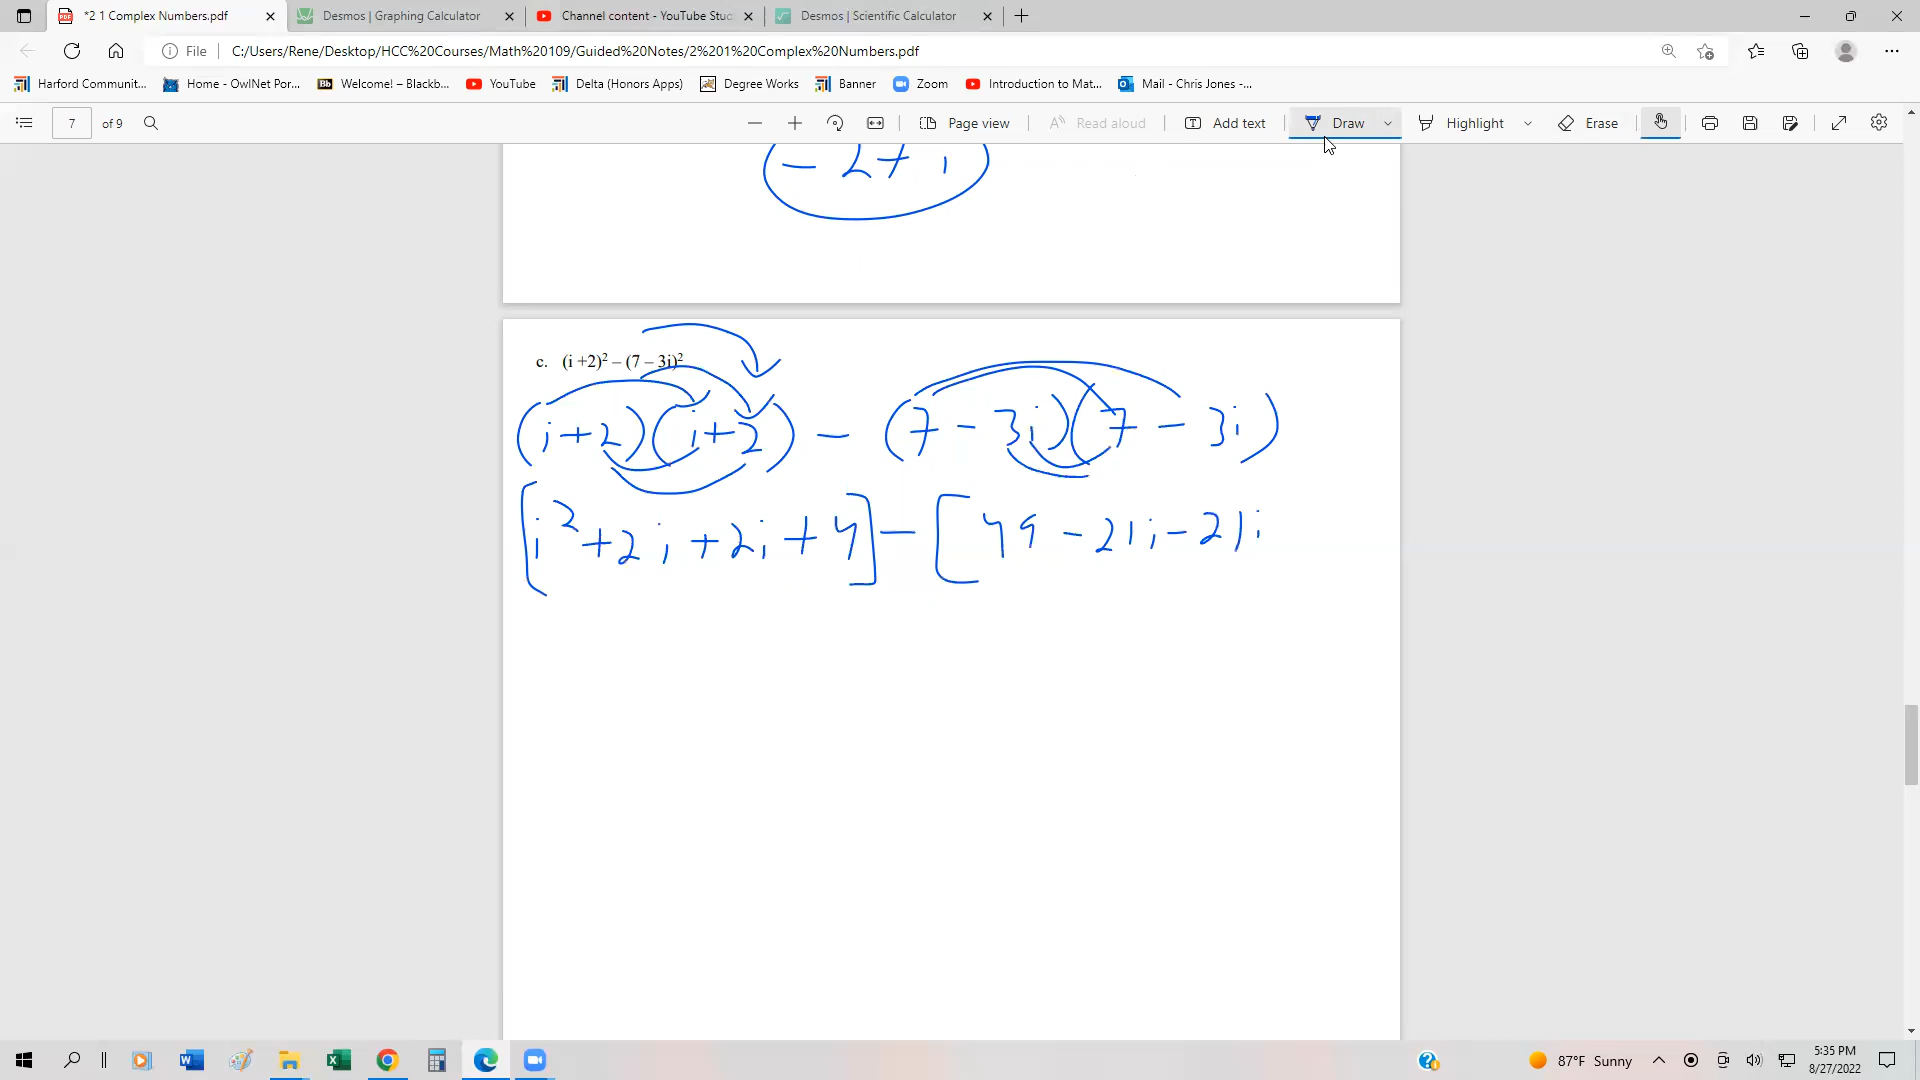 *2 1 Complex Numbers.pdf
Desmos | Graphing Calculator
Channel content - YouTube Stud
Desmos | Scientific Calculator
File
C:/Users/Rene/Desktop/HCC%20Courses/Math%20109/Guided%20Notes/2%201%20Complex%20Numbers.pdf
Harford Communit...
Home - OwlNet Por...
Bb Welcome! – Blackb...
YouTube
Delta (Honors Apps)
Degree Works
Banner
Zoom
Introduction to Mat...
Mail - Chris Jones -...
7 of 9
Page view
Read aloud
Add text
Draw
Highlight
Erase
- 2 + i
c. (i +2)² – (7 – 3i)²
(i+2)(i+2) - (7 - 3i)(7 - 3i)
[i² + 2i + 2i + 4] - [49 - 21i - 21i
87°F Sunny
5:35 PM
8/27/2022